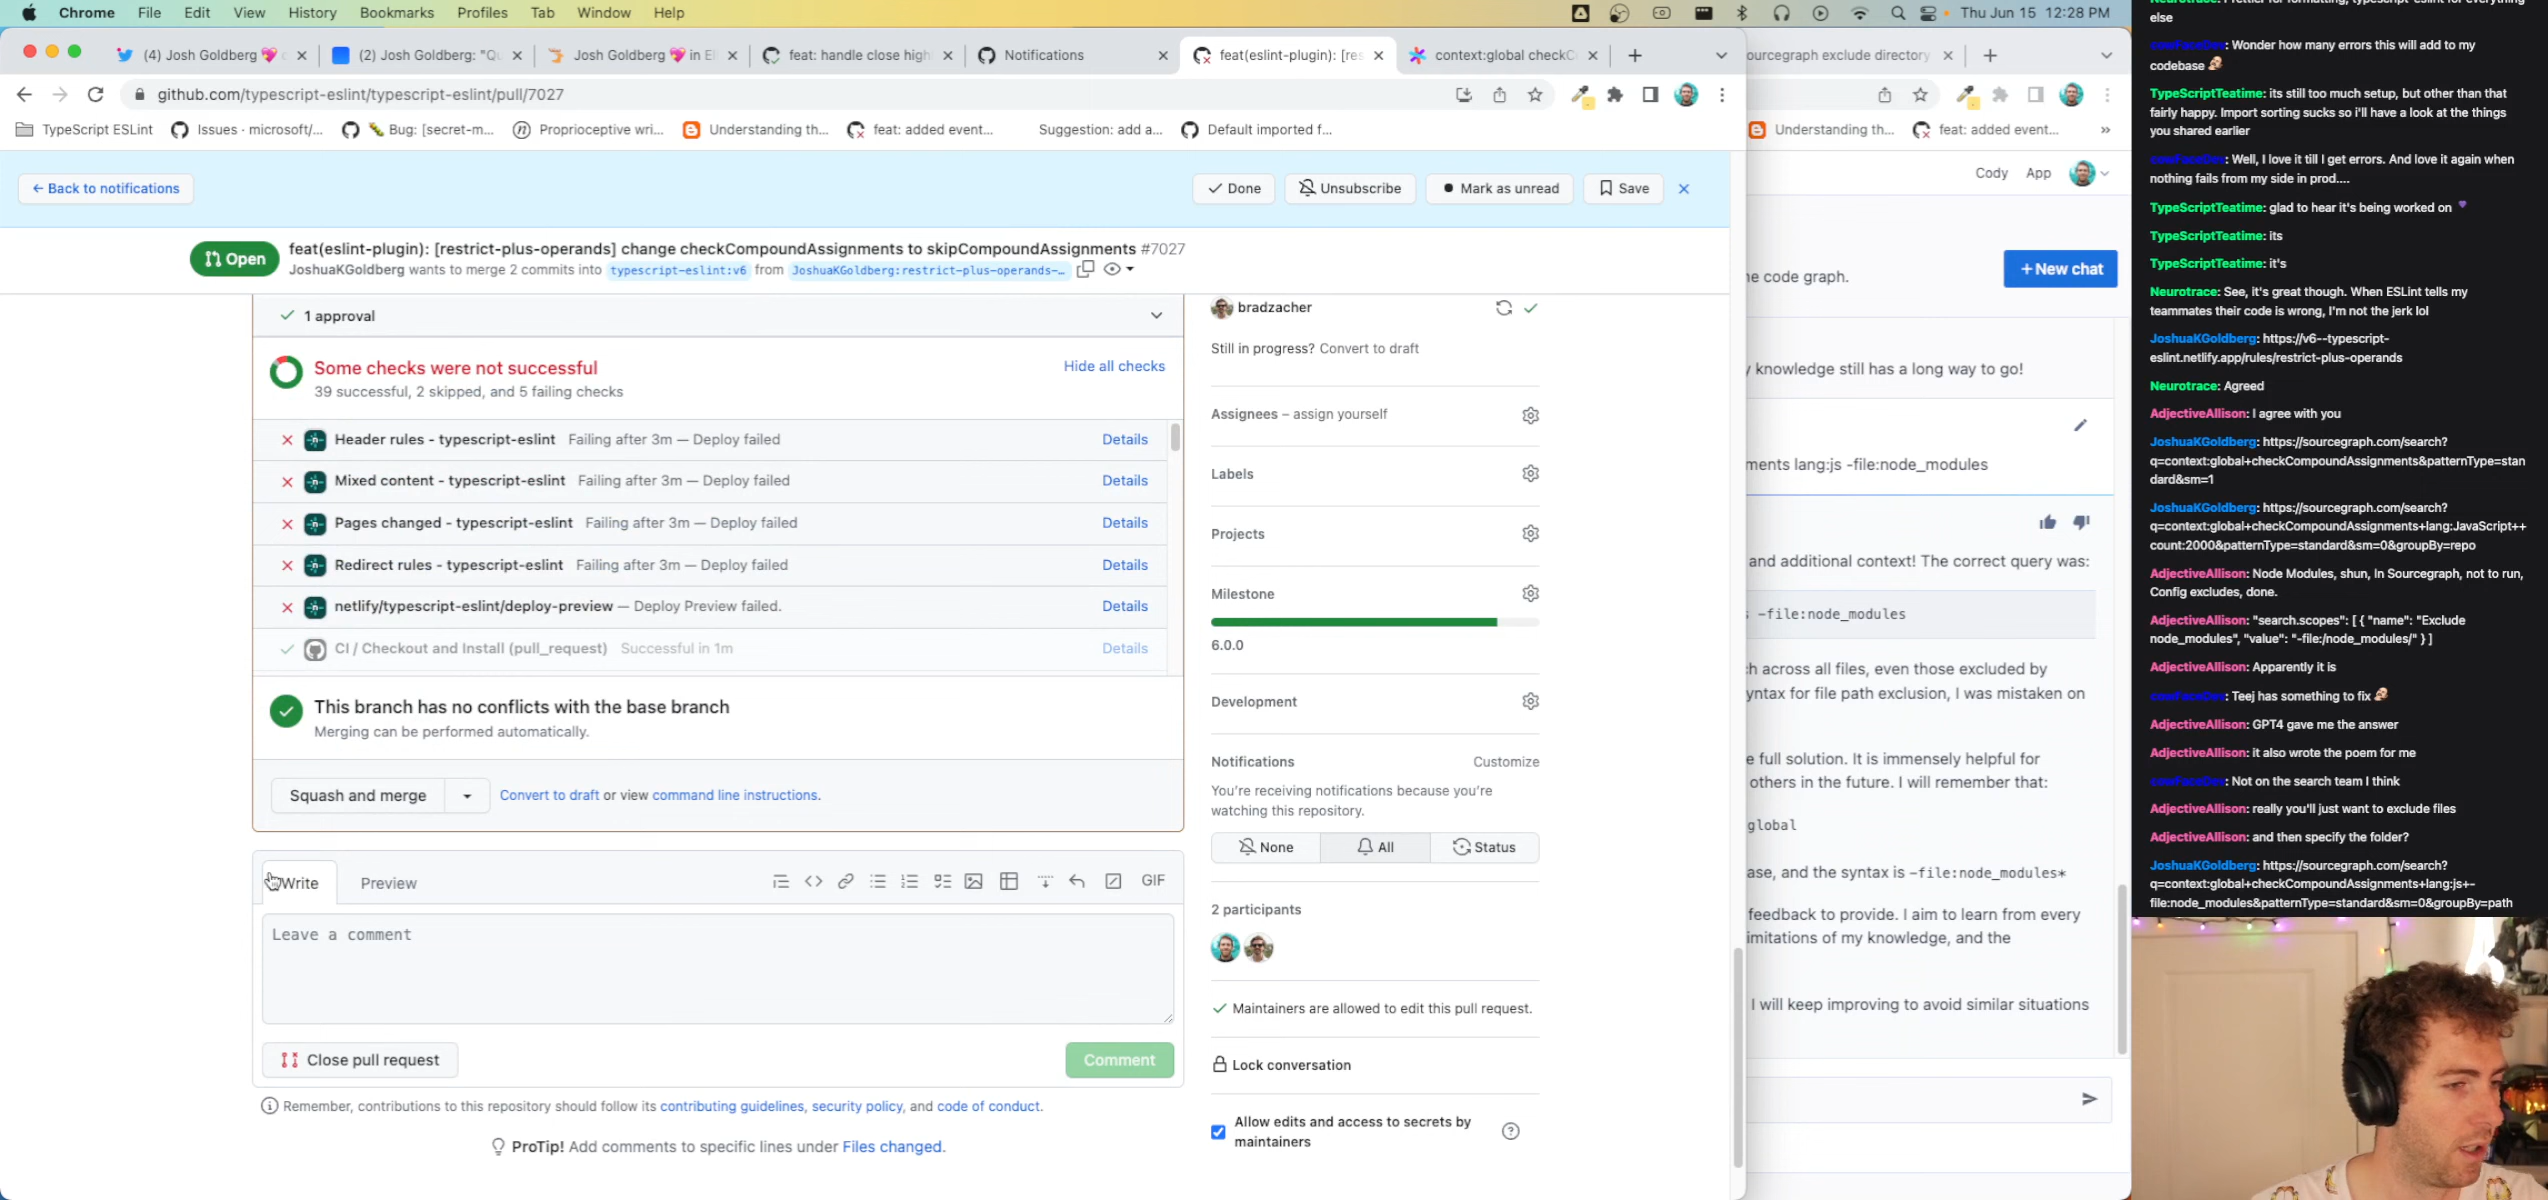 Chrome File Edit View History Bookmarks Profiles Tab Window Help
Thu Jun 15 12:28 PM
(4) Josh Goldberg
(2) Josh Goldberg: "Qu
Josh Goldberg 💖 in El
feat: handle close high
Notifications
feat(eslint-plugin): [res
context:global checkC
ourcegraph exclude directory
github.com/typescript-eslint/typescript-eslint/pull/7027
TypeScript ESLint
Issues · microsoft/...
Bug: [secret-m...
Proprioceptive wri...
Understanding th...
feat: added event...
Suggestion: add a...
Default imported f...
Understanding th...
feat: added event...
»
← Back to notifications
Done
Unsubscribe
Mark as unread
Save
Open
feat(eslint-plugin): [restrict-plus-operands] change checkCompoundAssignments to skipCompoundAssignments #7027
JoshuaKGoldberg wants to merge 2 commits into typescript-eslint:v6 from JoshuaKGoldberg:restrict-plus-operands-…
1 approval
Some checks were not successful
Hide all checks
39 successful, 2 skipped, and 5 failing checks
Header rules - typescript-eslint Failing after 3m — Deploy failed Details
Mixed content - typescript-eslint Failing after 3m — Deploy failed Details
Pages changed - typescript-eslint Failing after 3m — Deploy failed Details
Redirect rules - typescript-eslint Failing after 3m — Deploy failed Details
netlify/typescript-eslint/deploy-preview — Deploy Preview failed. Details
CI / Checkout and Install (pull_request) Successful in 1m Details
This branch has no conflicts with the base branch
Merging can be performed automatically.
Squash and merge
Convert to draft or view command line instructions.
Write Preview
GIF
Leave a comment
Close pull request
Comment
Remember, contributions to this repository should follow its contributing guidelines, security policy, and code of conduct.
ProTip! Add comments to specific lines under Files changed.
bradzacher
Still in progress? Convert to draft
Assignees – assign yourself
Labels
Projects
Milestone
6.0.0
Development
Notifications Customize
You're receiving notifications because you're
watching this repository.
None All Status
2 participants
Maintainers are allowed to edit this pull request.
Lock conversation
Allow edits and access to secrets by
maintainers
Cody App
+New chat
e code graph.
knowledge still has a long way to go!
ments lang:js -file:node_modules
and additional context! The correct query was:
-file:node_modules
h across all files, even those excluded by
yntax for file path exclusion, I was mistaken on
e full solution. It is immensely helpful for
others in the future. I will remember that:
global
ase, and the syntax is -file:node_modules*
feedback to provide. I aim to learn from every
imitations of my knowledge, and the
I will keep improving to avoid similar situations
else
cowFaceDev: Wonder how many errors this will add to my
codebase
TypeScriptTeatime: its still too much setup, but other than that
fairly happy. Import sorting sucks so i'll have a look at the things
you shared earlier
cowFaceDev: Well, I love it till I get errors. And love it again when
nothing fails from my side in prod....
TypeScriptTeatime: glad to hear it's being worked on
TypeScriptTeatime: its
TypeScriptTeatime: it's
Neurotrace: See, it's great though. When ESLint tells my
teammates their code is wrong, I'm not the jerk lol
JoshuaKGoldberg: https://v6--typescript-
eslint.netlify.app/rules/restrict-plus-operands
Neurotrace: Agreed
AdjectiveAllison: I agree with you
JoshuaKGoldberg: https://sourcegraph.com/search?
q=context:global+checkCompoundAssignments&patternType=stan
dard&sm=1
JoshuaKGoldberg: https://sourcegraph.com/search?
q=context:global+checkCompoundAssignments+lang:JavaScript++
count:2000&patternType=standard&sm=0&groupBy=repo
AdjectiveAllison: Node Modules, shun, In Sourcegraph, not to run,
Config excludes, done.
AdjectiveAllison: "search.scopes": [ { "name": "Exclude
node_modules", "value": "-file:/node_modules/" } ]
AdjectiveAllison: Apparently it is
cowFaceDev: Teej has something to fix
AdjectiveAllison: GPT4 gave me the answer
AdjectiveAllison: it also wrote the poem for me
cowFaceDev: Not on the search team I think
AdjectiveAllison: really you'll just want to exclude files
AdjectiveAllison: and then specify the folder?
JoshuaKGoldberg: https://sourcegraph.com/search?
q=context:global+checkCompoundAssignments+lang:js+-
file:node_modules&patternType=standard&sm=0&groupBy=path